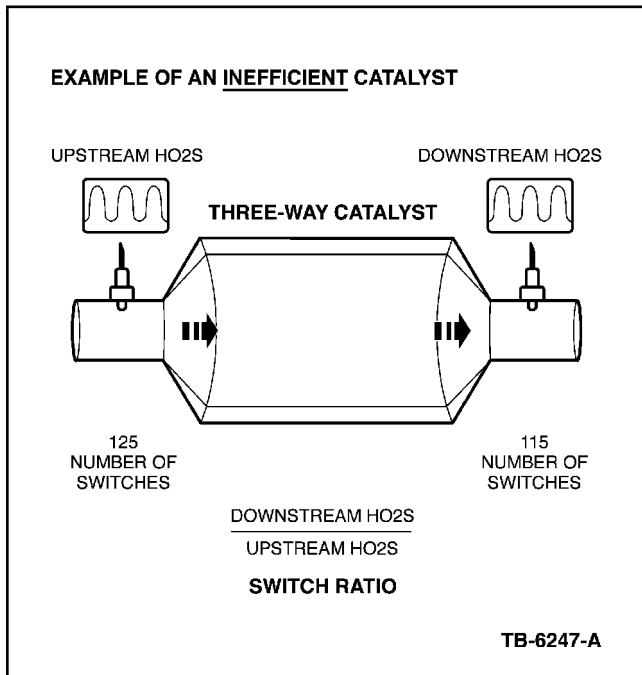 EXAMPLE OF AN INEFFICIENT CATALYST
UPSTREAM HO2S
DOWNSTREAM HO2S
THREE-WAY CATALYST
125
NUMBER OF
SWITCHES
115
NUMBER OF
SWITCHES
DOWNSTREAM HO2S
UPSTREAM HO2S
SWITCH RATIO
TB-6247-A